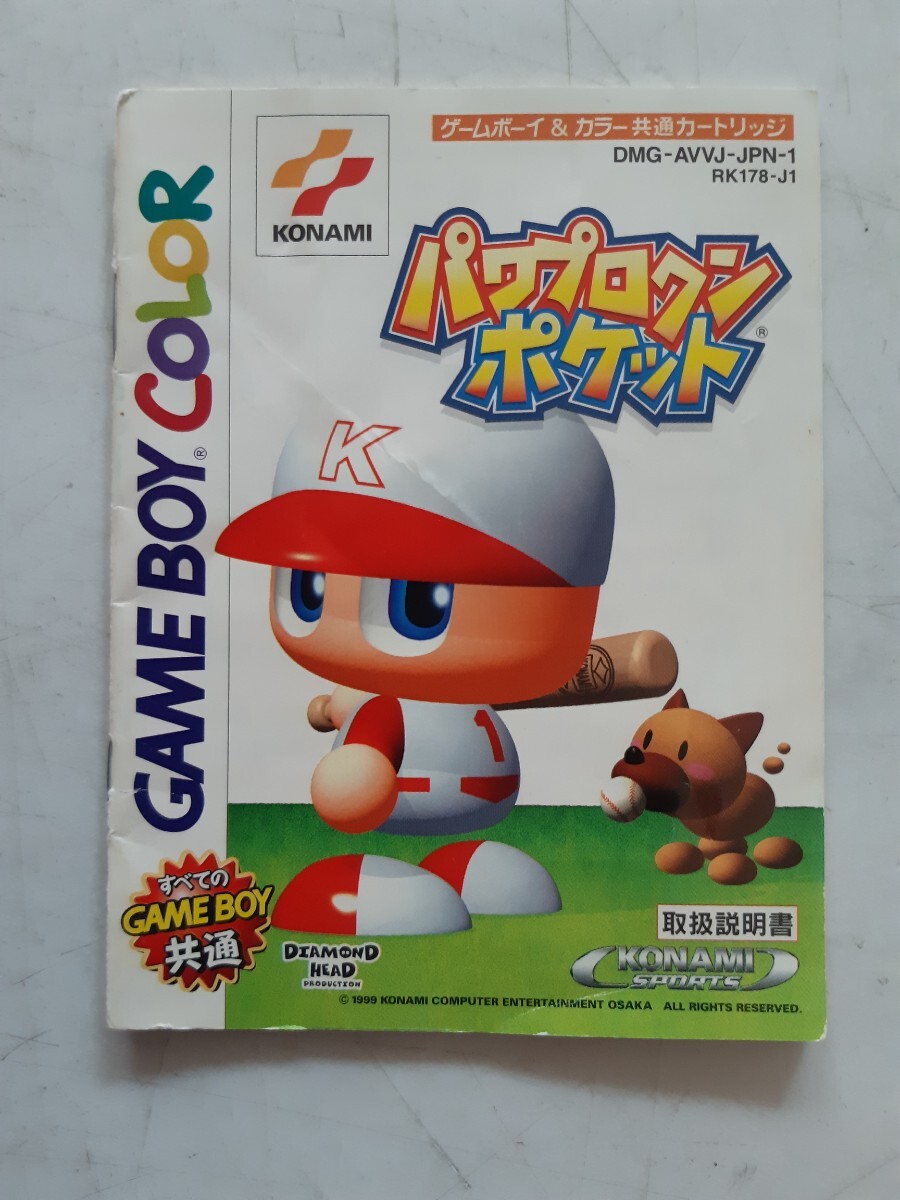 GAME BOY® COLOR
KONAMI
ゲームボーイ & カラー共通カートリッジ
DMG-AVVJ-JPN-1
RK178-J1
パワプロクン
ポケット®
K
1
すべての
GAME BOY
共通
DIAMOND
HEAD
PRODUCTION
取扱説明書
KONAMI
SPORTS
© 1999 KONAMI COMPUTER ENTERTAINMENT OSAKA ALL RIGHTS RESERVED.